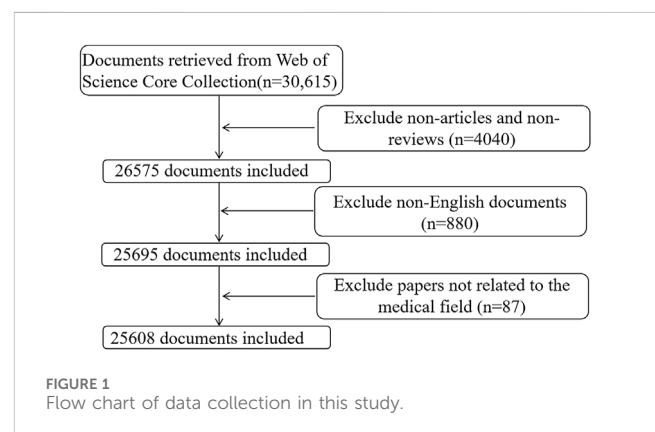 Documents retrieved from Web of
Science Core Collection(n=30,615)
Exclude non-articles and non-
reviews (n=4040)
26575 documents included
Exclude non-English documents
(n=880)
25695 documents included
Exclude papers not related to the
medical field (n=87)
25608 documents included
FIGURE 1
Flow chart of data collection in this study.